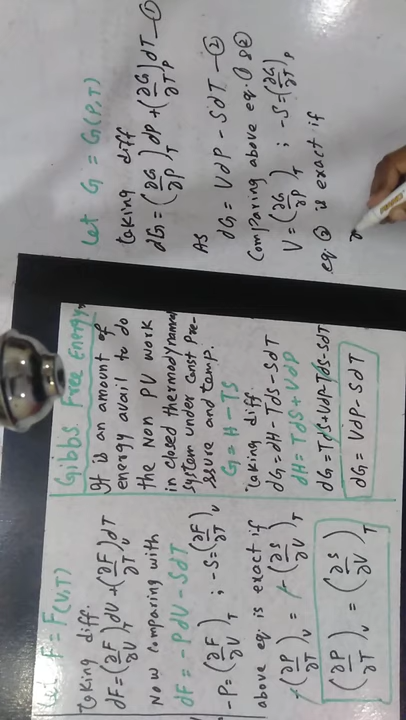 Let F = F(V,T)
Taking diff.
dF = (∂F/∂V)_T dV + (∂F/∂T)_V dT
Now comparing with
dF = -PdV - SdT
-P = (∂F/∂V)_T ; -S = (∂F/∂T)_V
above eq is exact if
(∂P/∂T)_V = (∂S/∂V)_T
(∂P/∂T)_V = (∂S/∂V)_T
Gibbs Free Energy
It is an amount of
energy avail to do
the Non PV work
in closed thermodynamic
system under const Pre-
ssure and tamp.
G = H - TS
Taking diff.
dG = dH - TdS - SdT
dH = TdS + VdP
dG = TdS + VdP - TdS - SdT
dG = VdP - SdT
Let G = G(P,T)
taking diff
dG = (∂G/∂P)_T dP + (∂G/∂T)_P dT — ①
As
dG = VdP - SdT — ②
Comparing above eq. ① & ②
V = (∂G/∂P)_T ; -S = (∂G/∂T)_P
eq. ② is exact if